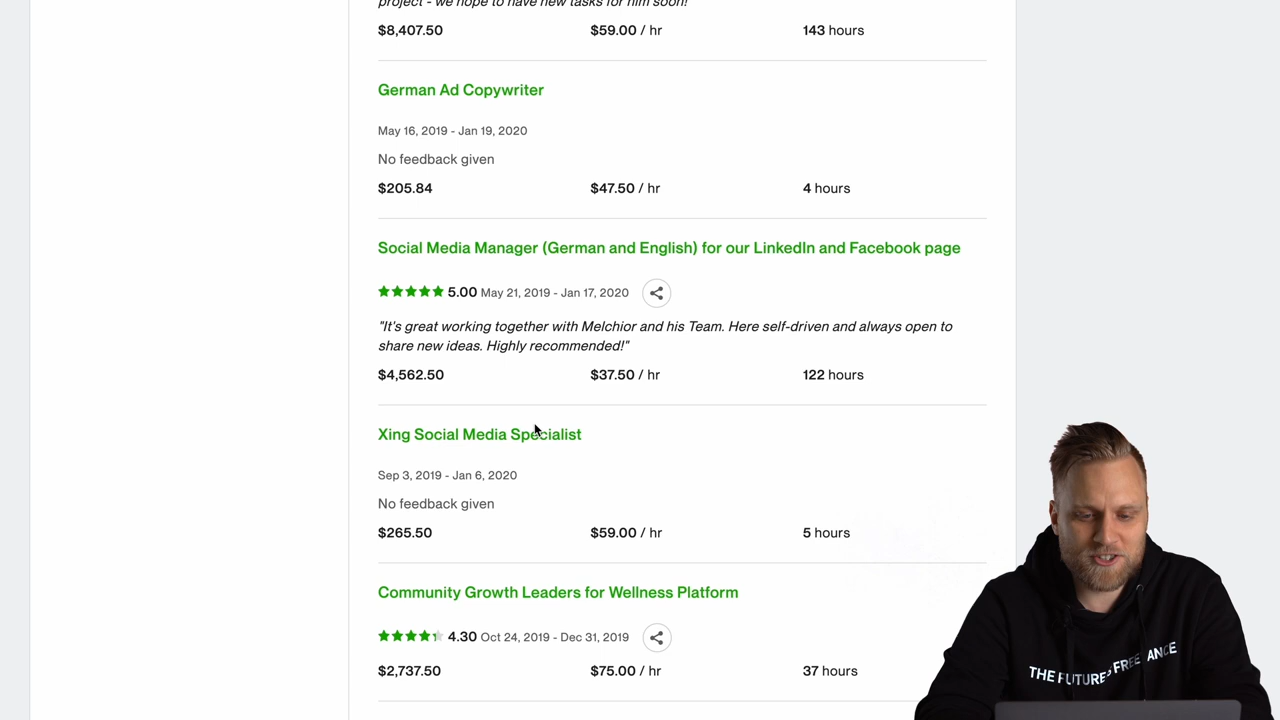 project - we hope to have new tasks for him soon!"
$8,407.50 $59.00 / hr 143 hours
German Ad Copywriter
May 16, 2019 - Jan 19, 2020
No feedback given
$205.84 $47.50 / hr 4 hours
Social Media Manager (German and English) for our LinkedIn and Facebook page
5.00 May 21, 2019 - Jan 17, 2020
"It's great working together with Melchior and his Team. Here self-driven and always open to
share new ideas. Highly recommended!"
$4,562.50 $37.50 / hr 122 hours
Xing Social Media Specialist
Sep 3, 2019 - Jan 6, 2020
No feedback given
$265.50 $59.00 / hr 5 hours
Community Growth Leaders for Wellness Platform
4.30 Oct 24, 2019 - Dec 31, 2019
$2,737.50 $75.00 / hr 37 hours
THE FUTURE